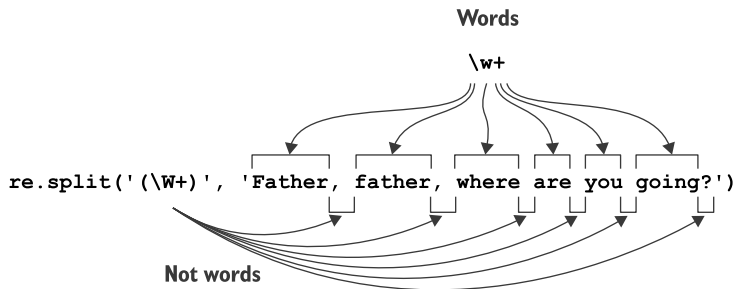 Words
\w+
re.split('(\W+)', 'Father, father, where are you going?')
Not words